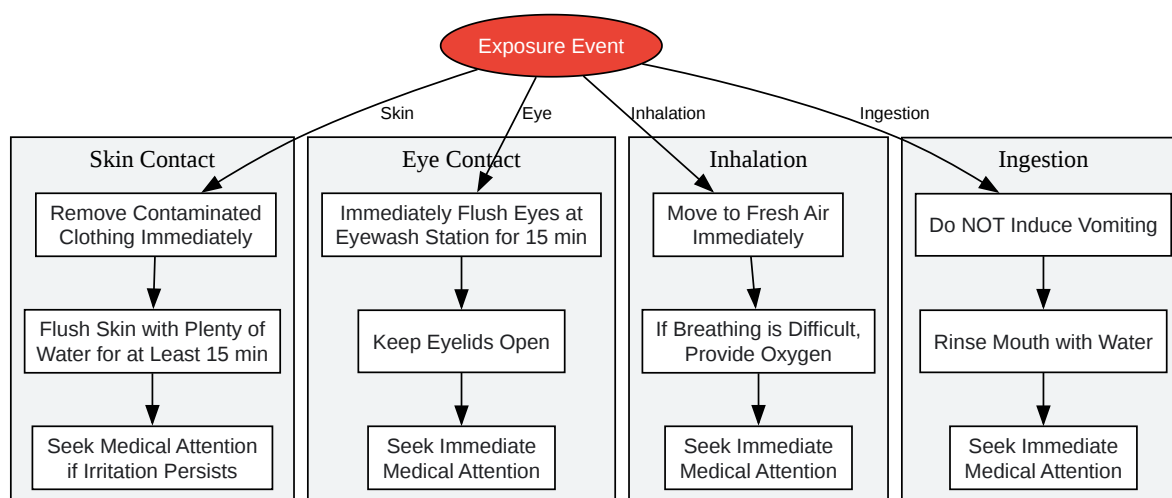 Exposure Event
Skin
Eye
Inhalation
Ingestion
Skin Contact
Remove Contaminated
Clothing Immediately
Flush Skin with Plenty of
Water for at Least 15 min
Seek Medical Attention
if Irritation Persists
Eye Contact
Immediately Flush Eyes at
Eyewash Station for 15 min
Keep Eyelids Open
Seek Immediate
Medical Attention
Inhalation
Move to Fresh Air
Immediately
If Breathing is Difficult,
Provide Oxygen
Seek Immediate
Medical Attention
Ingestion
Do NOT Induce Vomiting
Rinse Mouth with Water
Seek Immediate
Medical Attention